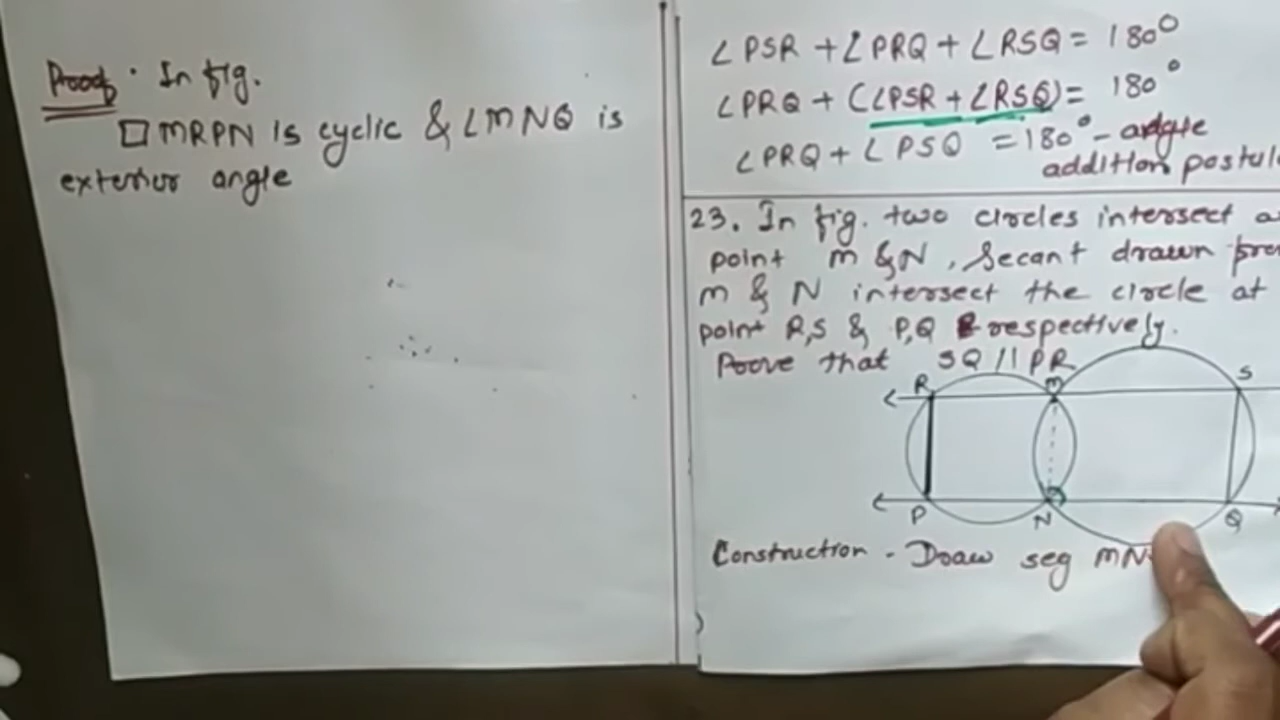 Proof. In fig.
□ MRPN is cyclic & ∠MNQ is
exterior angle
∠PSR + ∠PRQ + ∠RSQ = 180°
∠PRQ + (∠PSR + ∠RSQ) = 180°
∠PRQ + ∠PSQ = 180° - angle
addition postul
23. In fig. two circles intersect a
point M & N, Secant drawn
M & N intersect the circle at
point R,S & P,Q respectively.
Prove that SQ // PR
R M S
P N Q
Construction - Draw seg MN